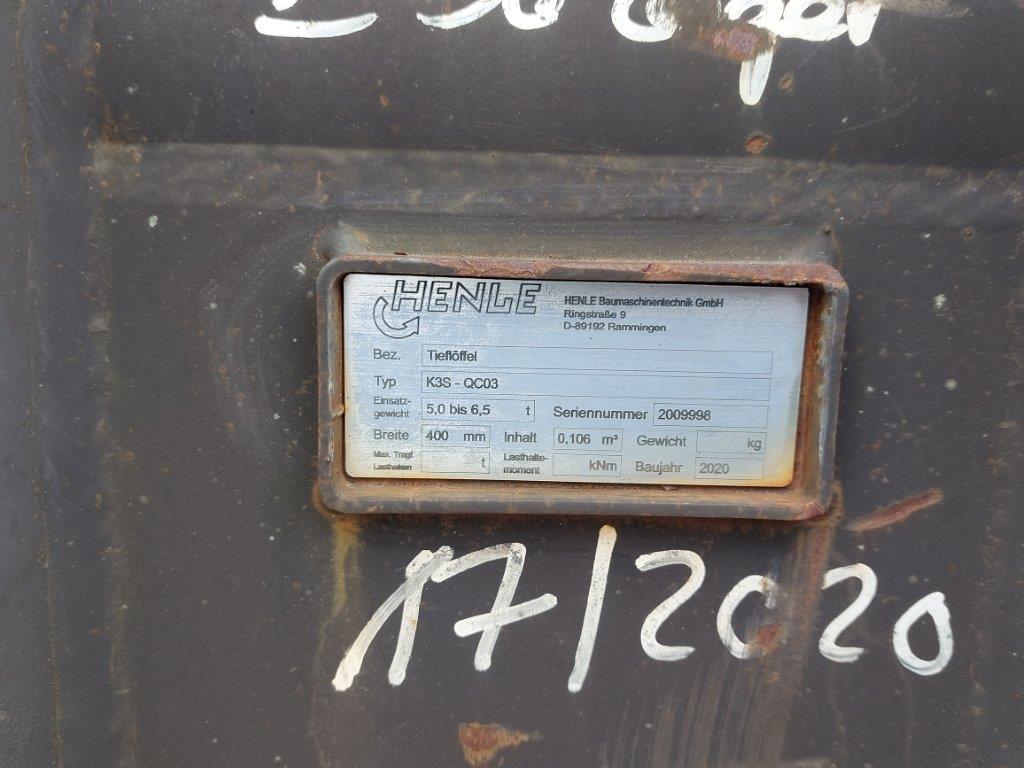 HENLE
HENLE Baumaschinentechnik GmbH
Ringstraße 9
D-89192 Rammingen
Bez. Tieflöffel
Typ K3S - QC03
Einsatz-
gewicht 5,0 bis 6,5 t Seriennummer 2009998
Breite 400 mm Inhalt 0,106 m³ Gewicht kg
Max. Tragf.
Lasthaken t Lasthalte-
moment kNm Baujahr 2020
17/2020